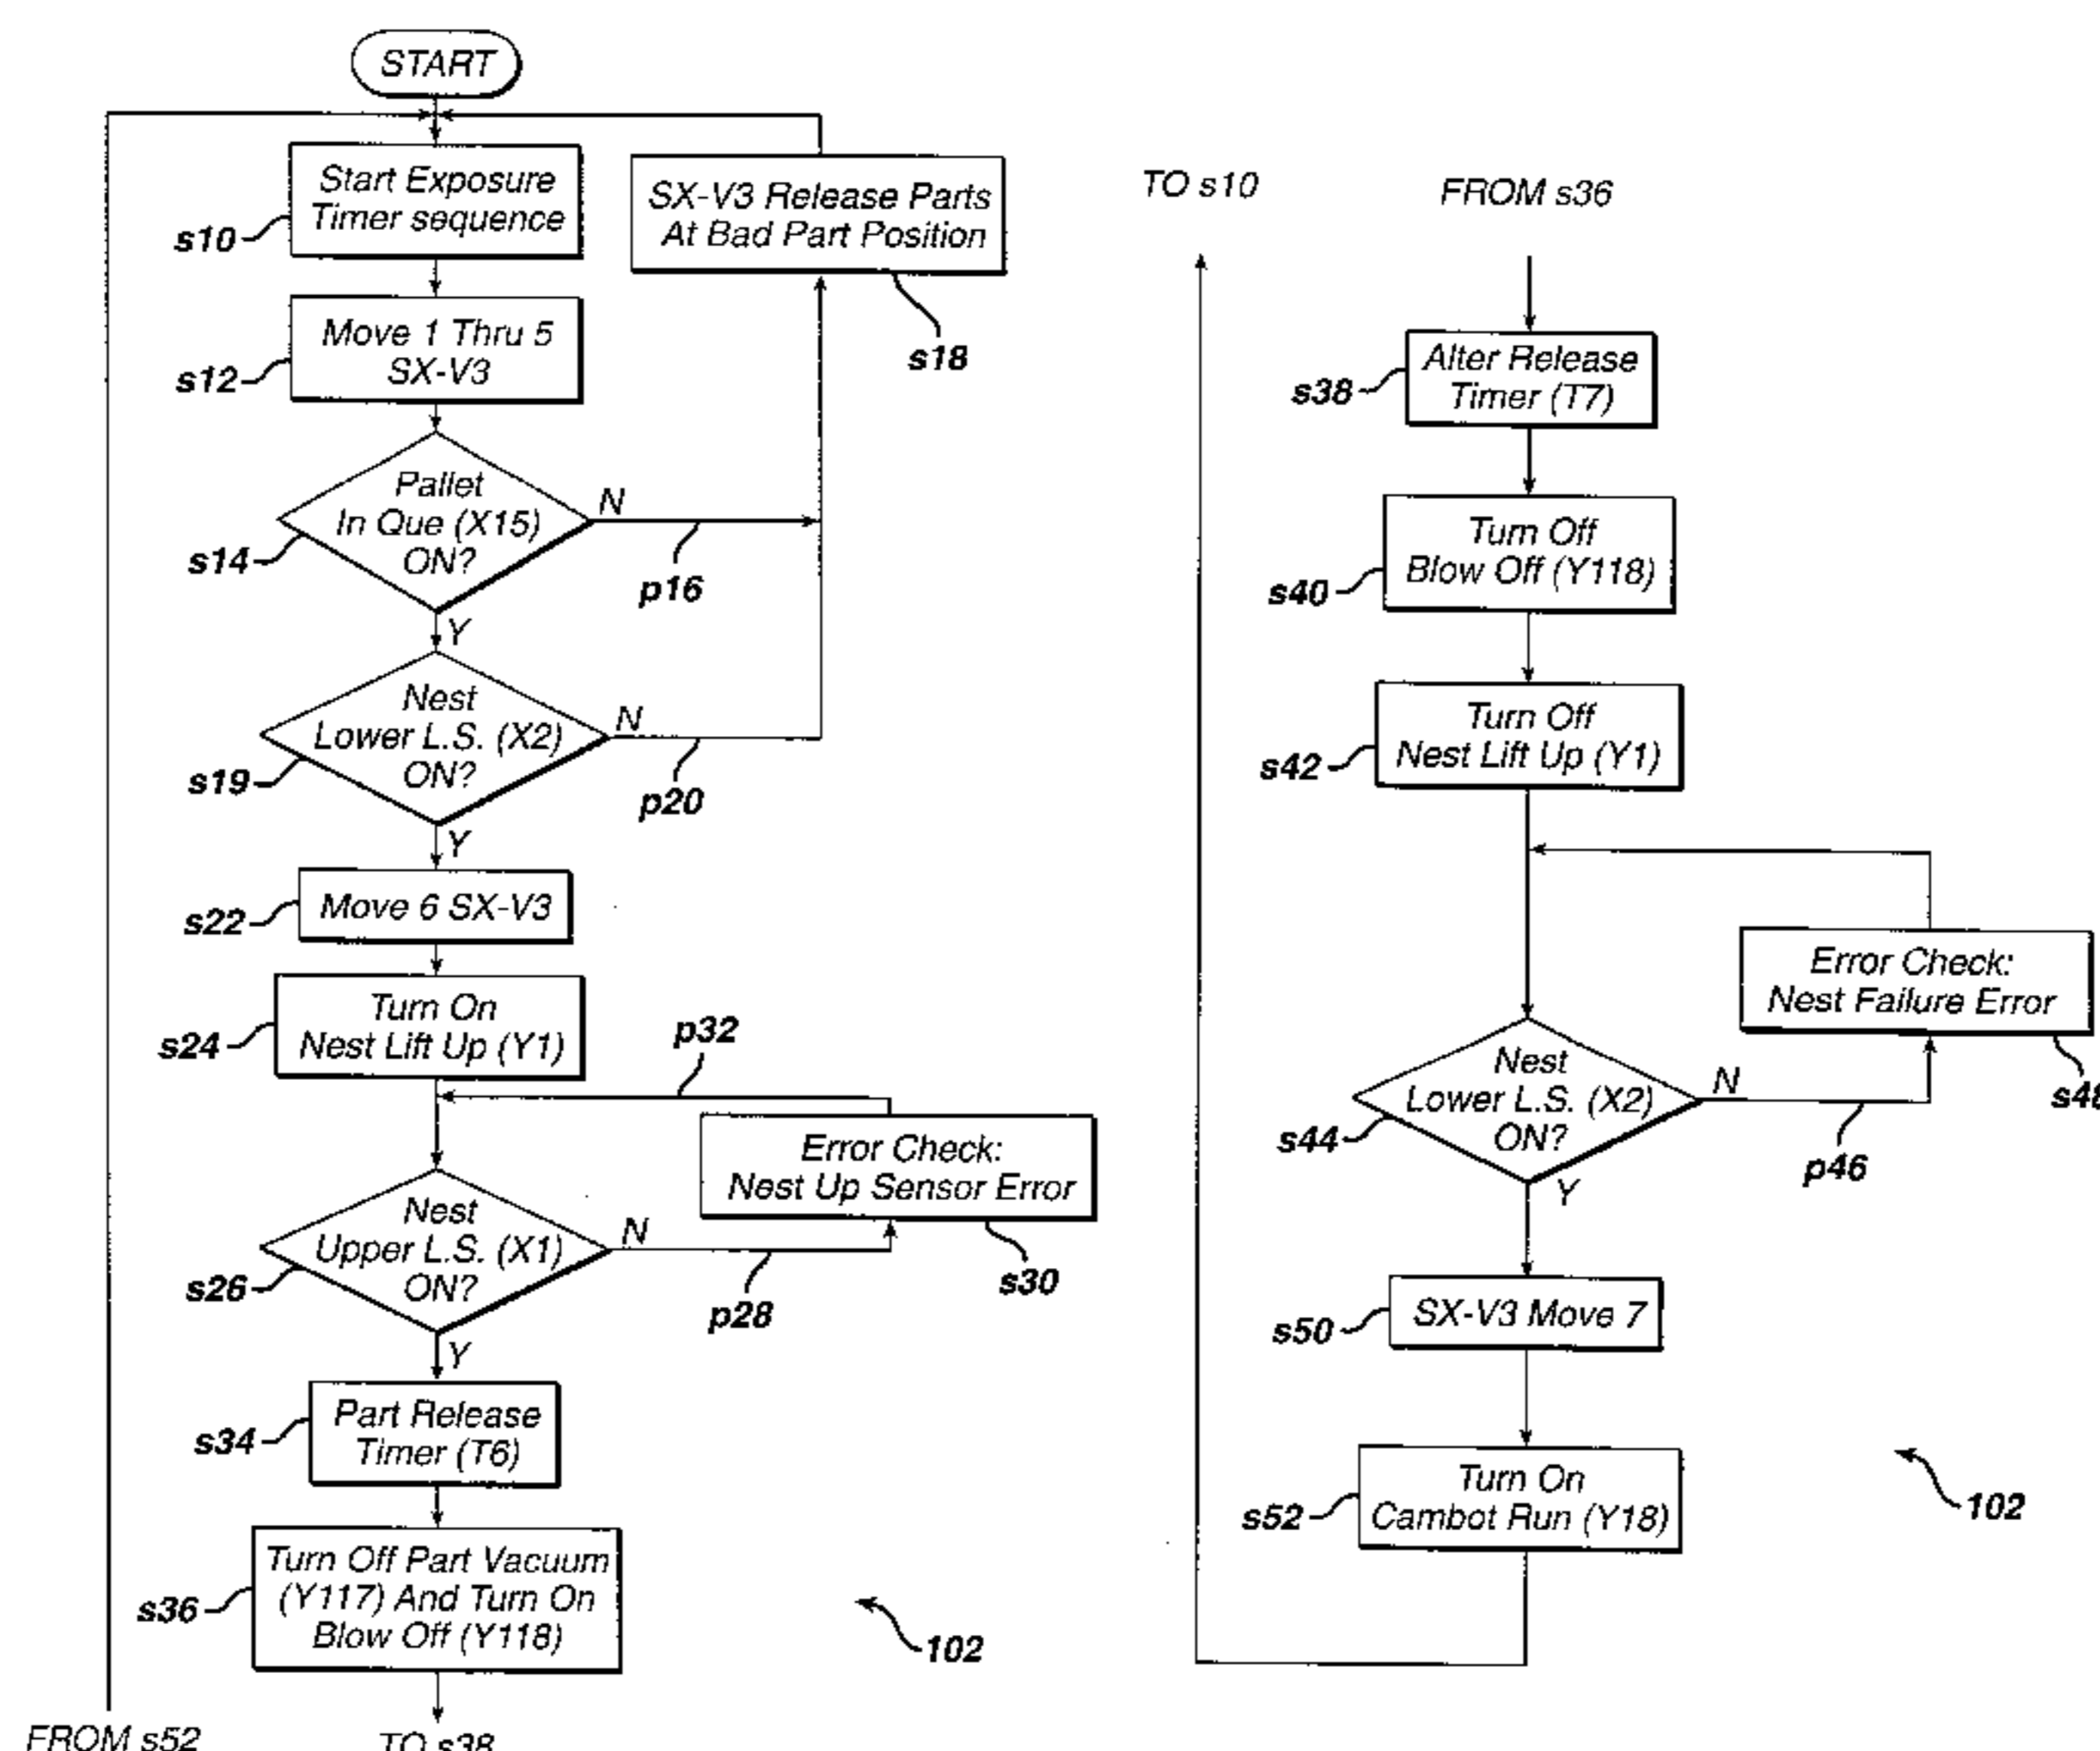 START
Start Exposure
Timer sequence
s10
SX-V3 Release Parts
At Bad Part Position
s18
Move 1 Thru 5
SX-V3
s12
Pallet
In Que (X15)
ON?
s14
N
p16
Y
Nest
Lower L.S. (X2)
ON?
s19
N
p20
Y
Move 6 SX-V3
s22
Turn On
Nest Lift Up (Y1)
s24
p32
Error Check:
Nest Up Sensor Error
s30
Nest
Upper L.S. (X1)
ON?
s26
N
p28
Y
Part Release
Timer (T6)
s34
Turn Off Part Vacuum
(Y117) And Turn On
Blow Off (Y118)
s36
102
FROM s52
TO s38
TO s10
FROM s36
Alter Release
Timer (T7)
s38
Turn Off
Blow Off (Y118)
s40
Turn Off
Nest Lift Up (Y1)
s42
Error Check:
Nest Failure Error
s48
Nest
Lower L.S. (X2)
ON?
s44
N
p46
Y
SX-V3 Move 7
s50
Turn On
Cambot Run (Y18)
s52
102